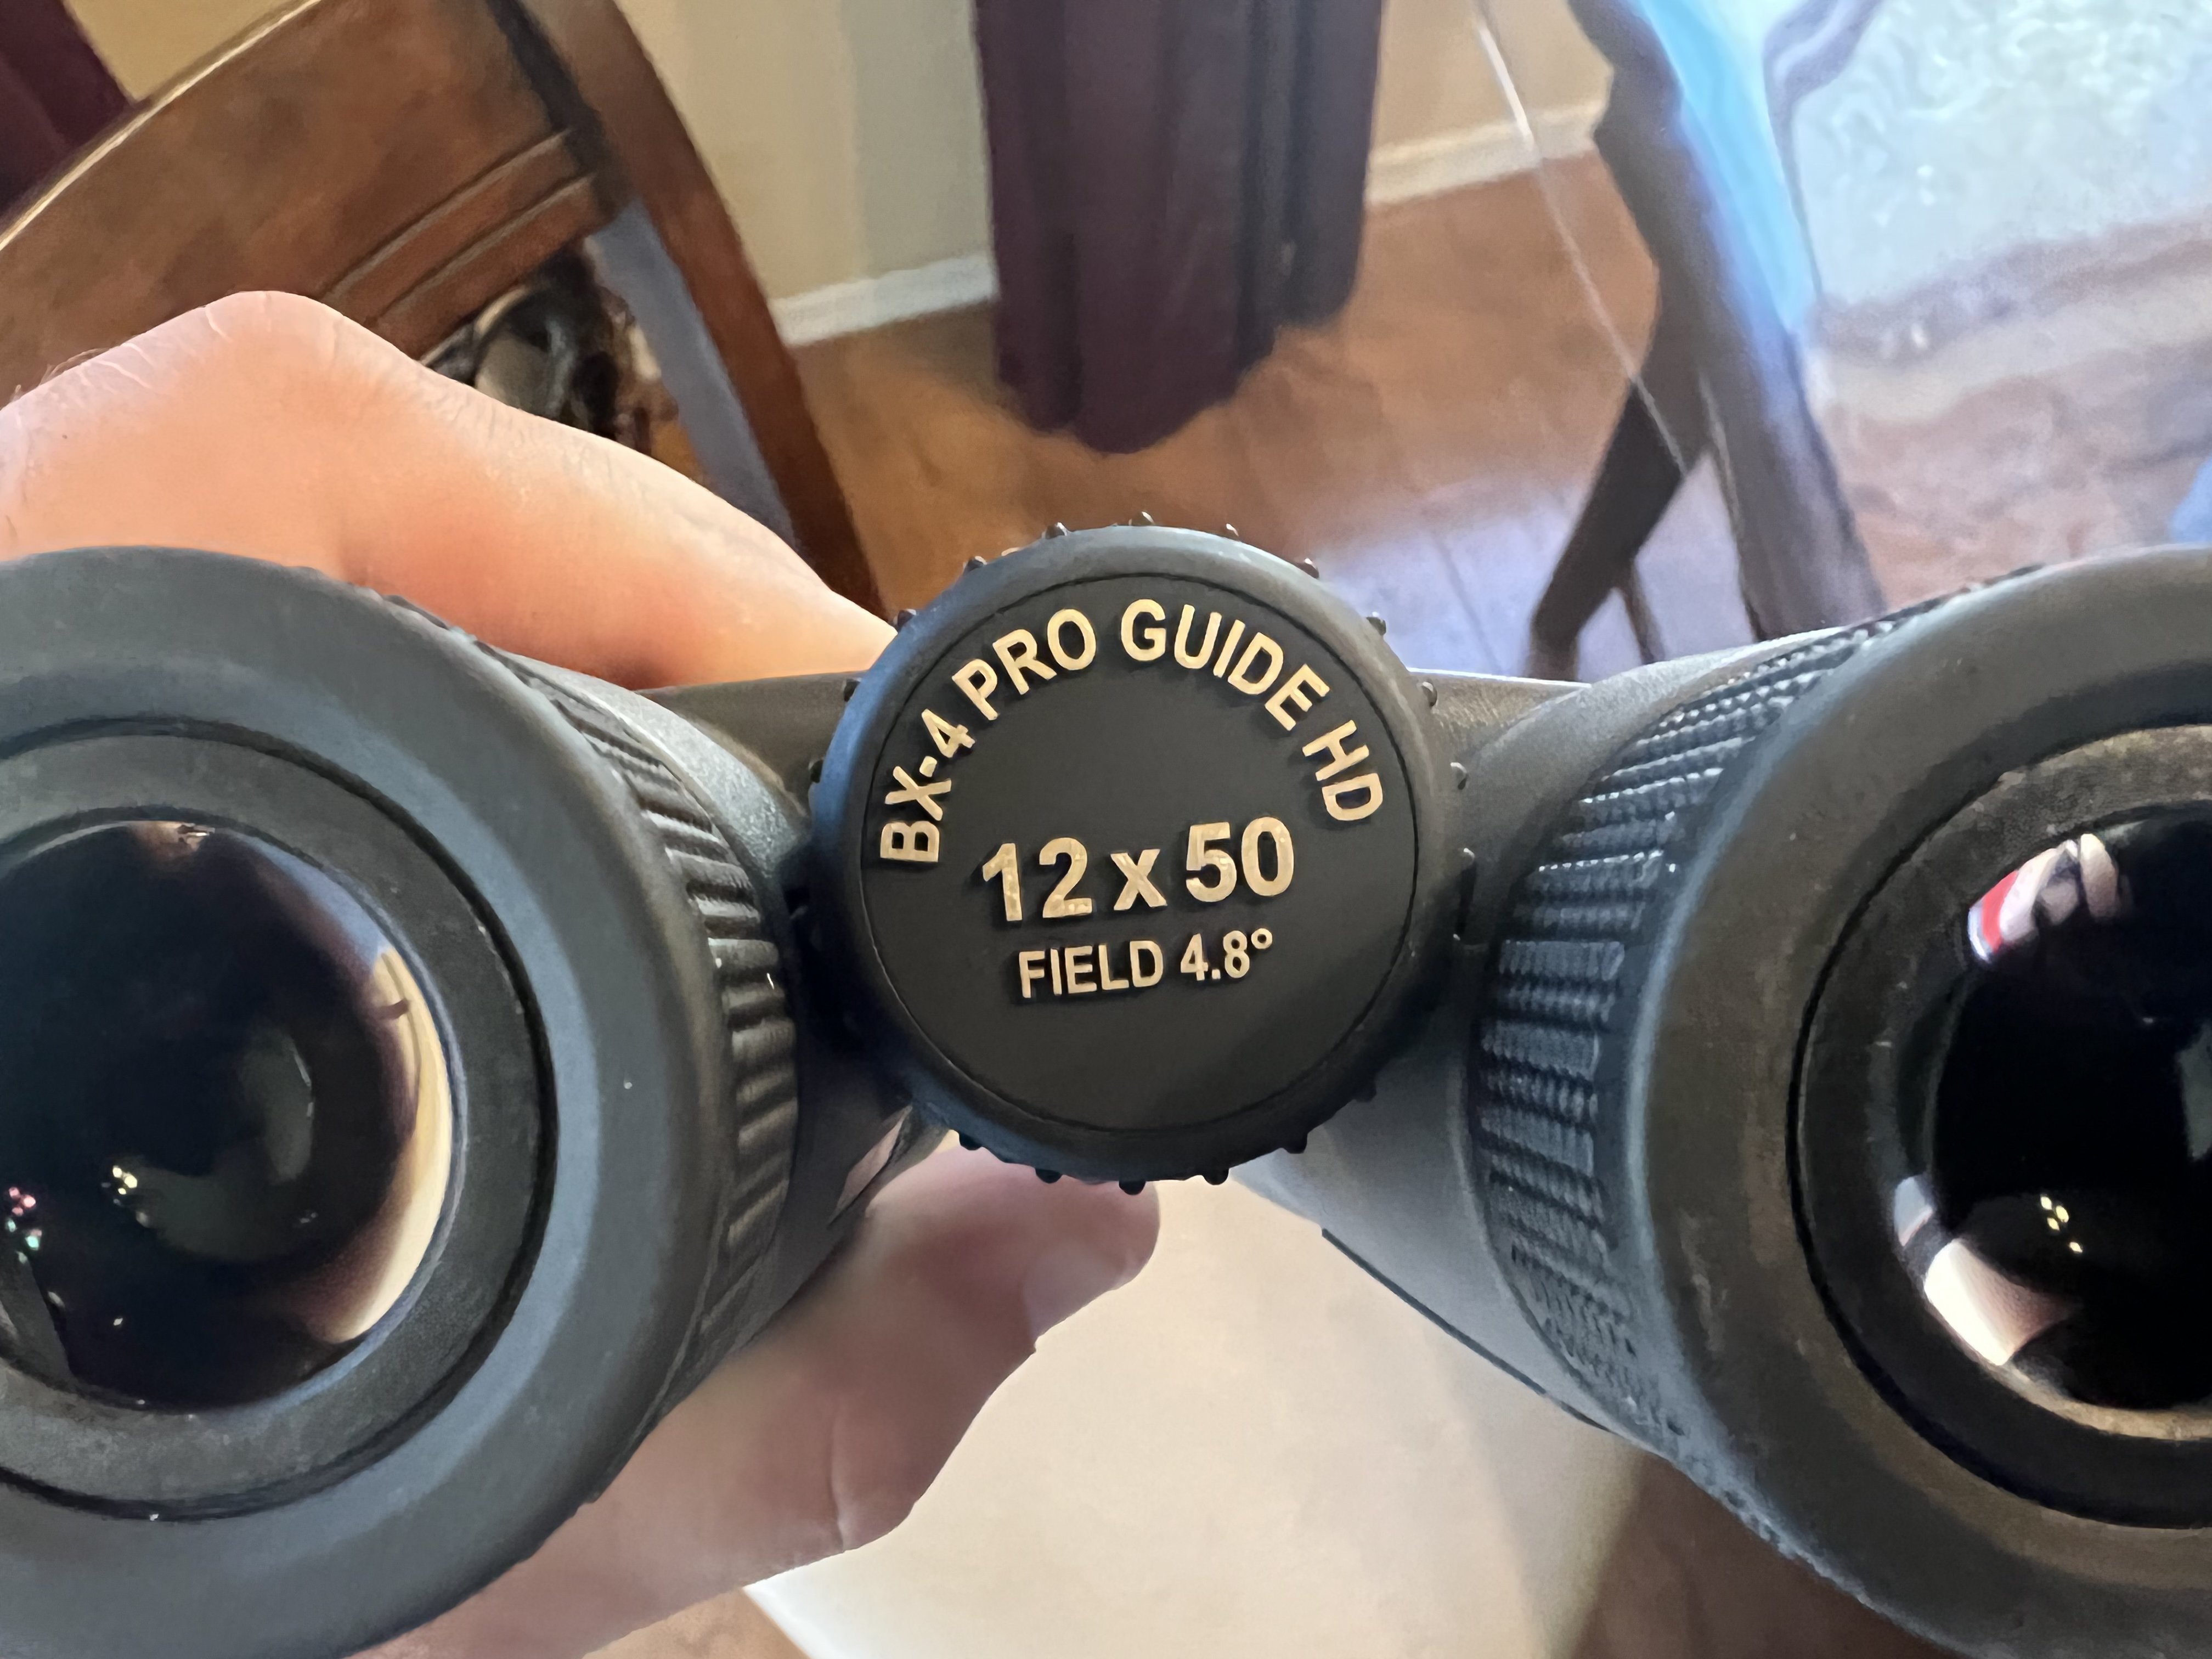 BX-4 PRO GUIDE HD
12 x 50
FIELD 4.8°